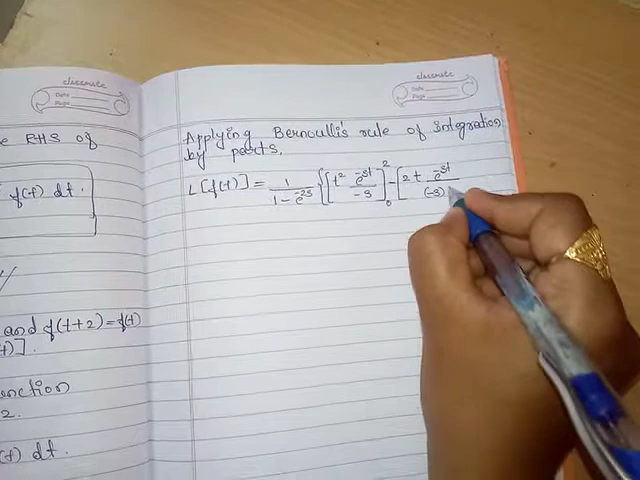 classmate
Date
Page
e RHS of
f(t) dt.
and f(t+2)=f(t)
t)].
nction
2.
(t) dt.
classmate
Date
Page
Applying Bernoulli's rule of Integration
by parts.
L[f(t)] = 1/(1-e^-2s) {[t² e^-st/-s]₀² - [2t e^-st/(-s)